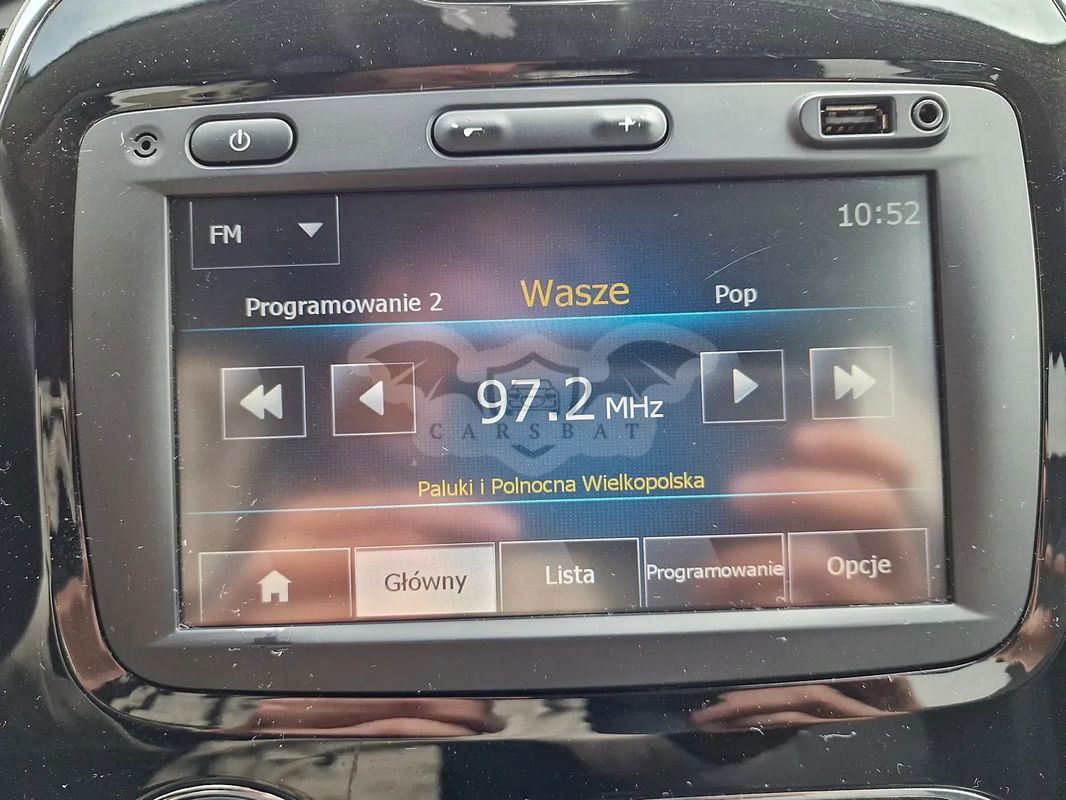 10:52
FM
Programowanie 2 Wasze Pop
97.2 MHz
CARSBAT
Paluki i Polnocna Wielkopolska
Główny Lista Programowanie Opcje